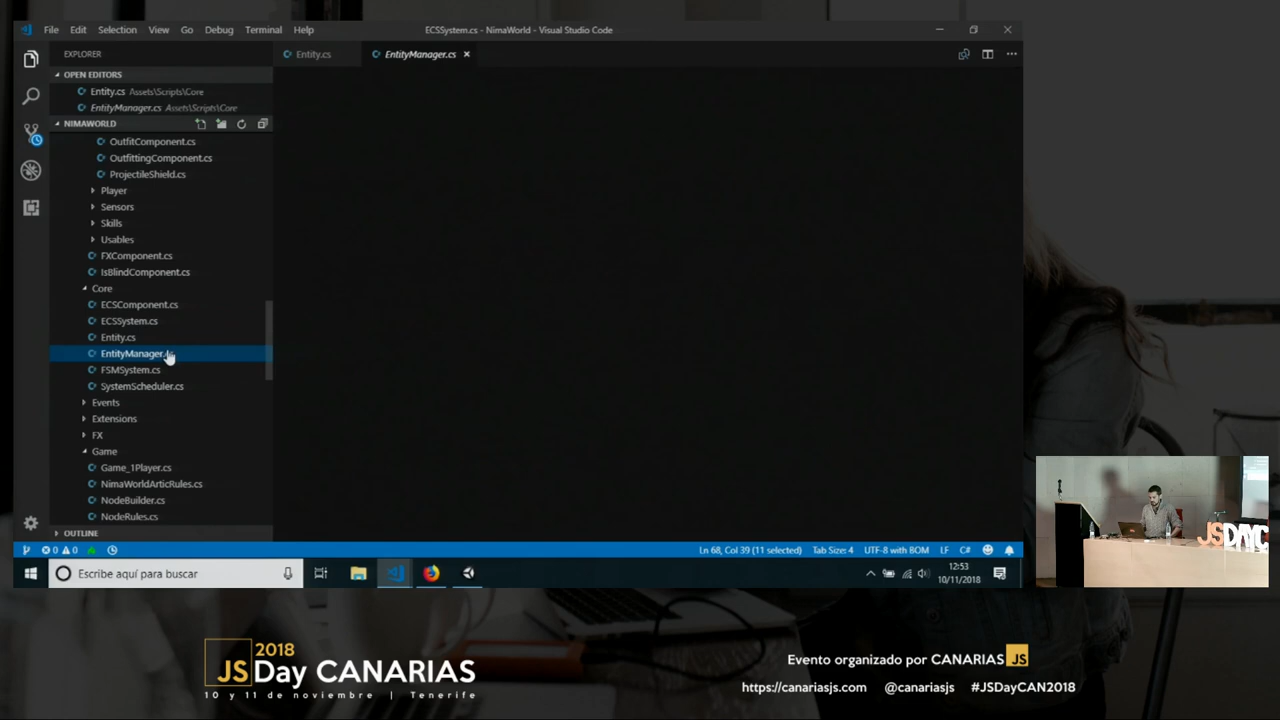 File Edit Selection View Go Debug Terminal Help
ECSSystem.cs - NimaWorld - Visual Studio Code
EXPLORER
Entity.cs
EntityManager.cs
OPEN EDITORS
Entity.cs Assets\Scripts\Core
EntityManager.cs Assets\Scripts\Core
NIMAWORLD
OutfitComponent.cs
OutfittingComponent.cs
ProjectileShield.cs
Player
Sensors
Skills
Usables
FXComponent.cs
IsBlindComponent.cs
Core
ECSComponent.cs
ECSSystem.cs
Entity.cs
EntityManager.cs
FSMSystem.cs
SystemScheduler.cs
Events
Extensions
FX
Game
Game_1Player.cs
NimaWorldArticRules.cs
NodeBuilder.cs
NodeRules.cs
OUTLINE
0 0
Ln 68, Col 39 (11 selected) Tab Size: 4 UTF-8 with BOM LF C#
Escribe aquí para buscar
12:53
10/11/2018
JSDAYC
2018
JSDay CANARIAS
10 y 11 de noviembre | Tenerife
Evento organizado por CANARIAS JS
https://canariasjs.com @canariasjs #JSDayCAN2018